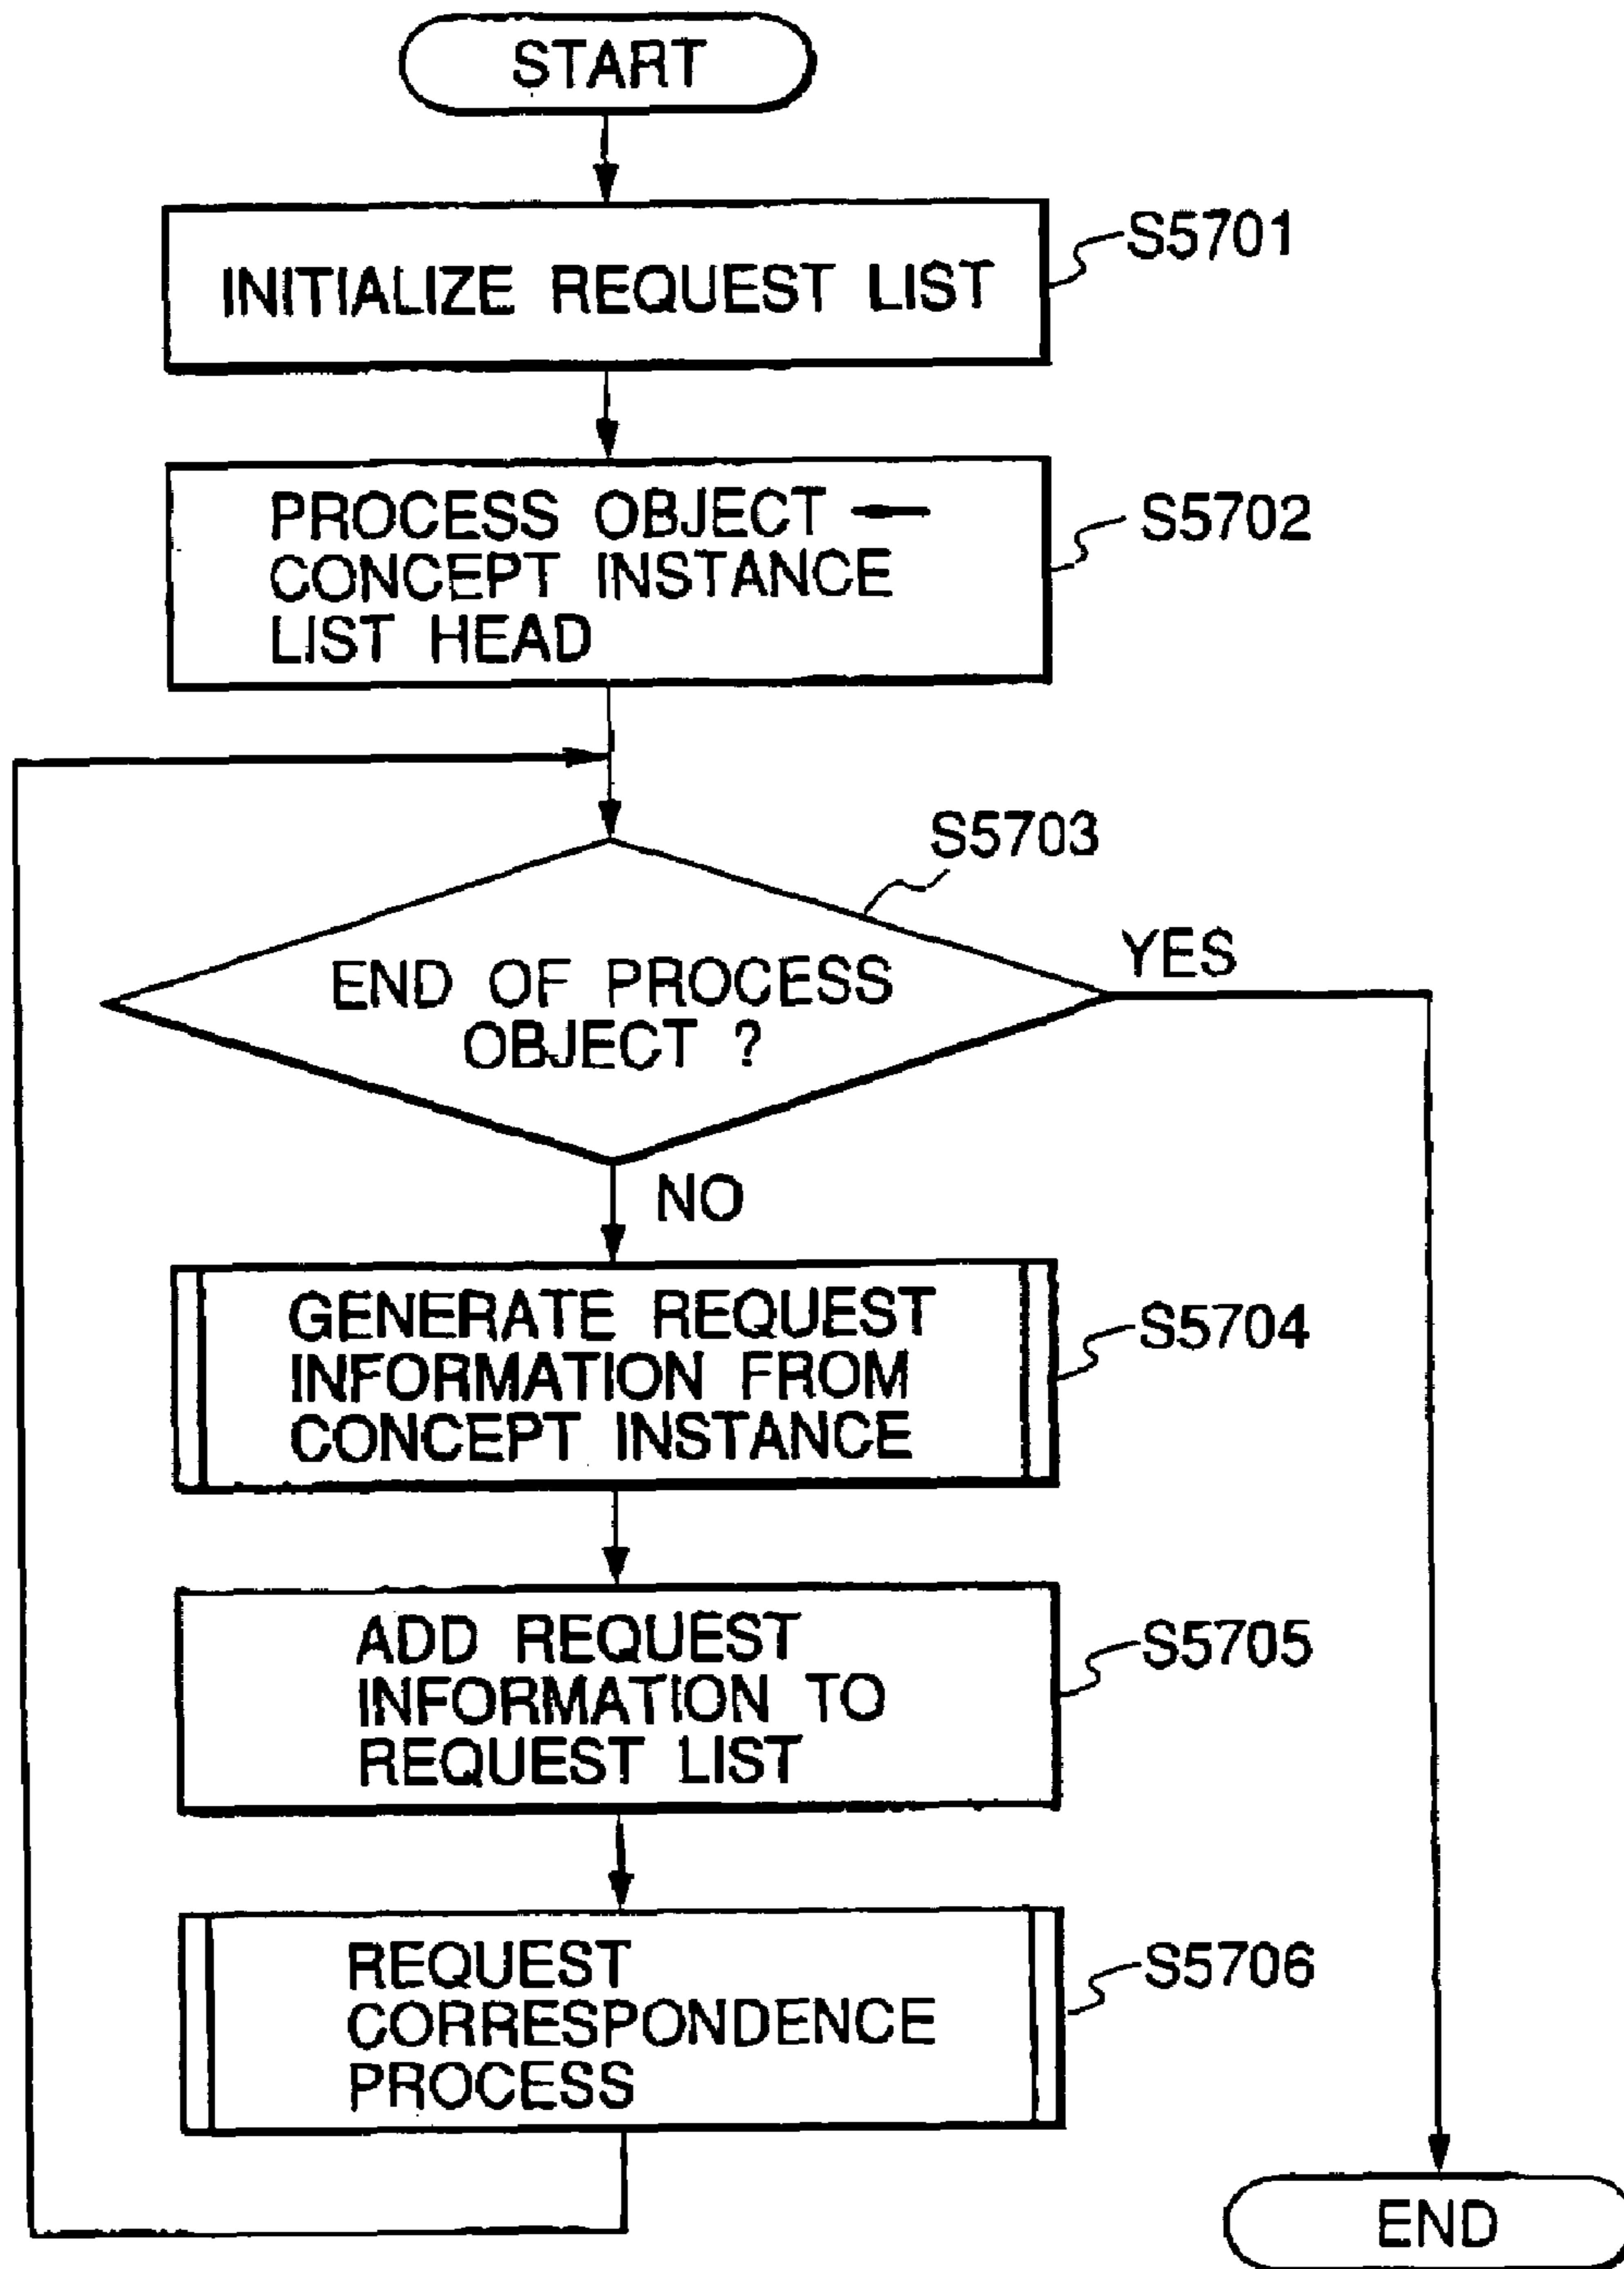 START
INITIALIZE REQUEST LIST
S5701
PROCESS OBJECT ←
CONCEPT INSTANCE
LIST HEAD
S5702
S5703
END OF PROCESS
OBJECT ?
YES
NO
GENERATE REQUEST
INFORMATION FROM
CONCEPT INSTANCE
S5704
ADD REQUEST
INFORMATION TO
REQUEST LIST
S5705
REQUEST
CORRESPONDENCE
PROCESS
S5706
END